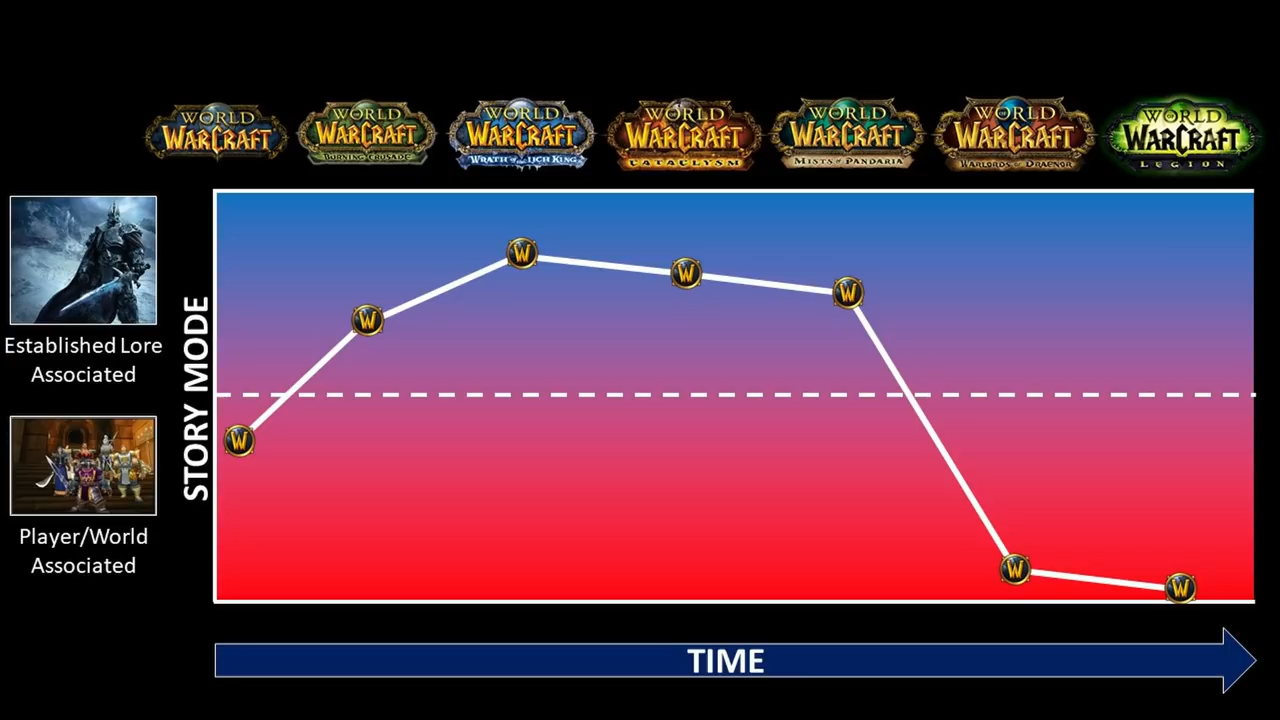 WORLD
WARCRAFT
WORLD
WARCRAFT
BURNING CRUSADE
WORLD
WARCRAFT
WRATH of the LICH KING
WORLD
WARCRAFT
CATACLYSM
WORLD
WARCRAFT
MISTS of PANDARIA
WORLD
WARCRAFT
WARLORDS of DRAENOR
WORLD
WARCRAFT
LEGION
Established Lore
Associated
Player/World
Associated
STORY MODE
W
W
W
W
W
W
W
TIME